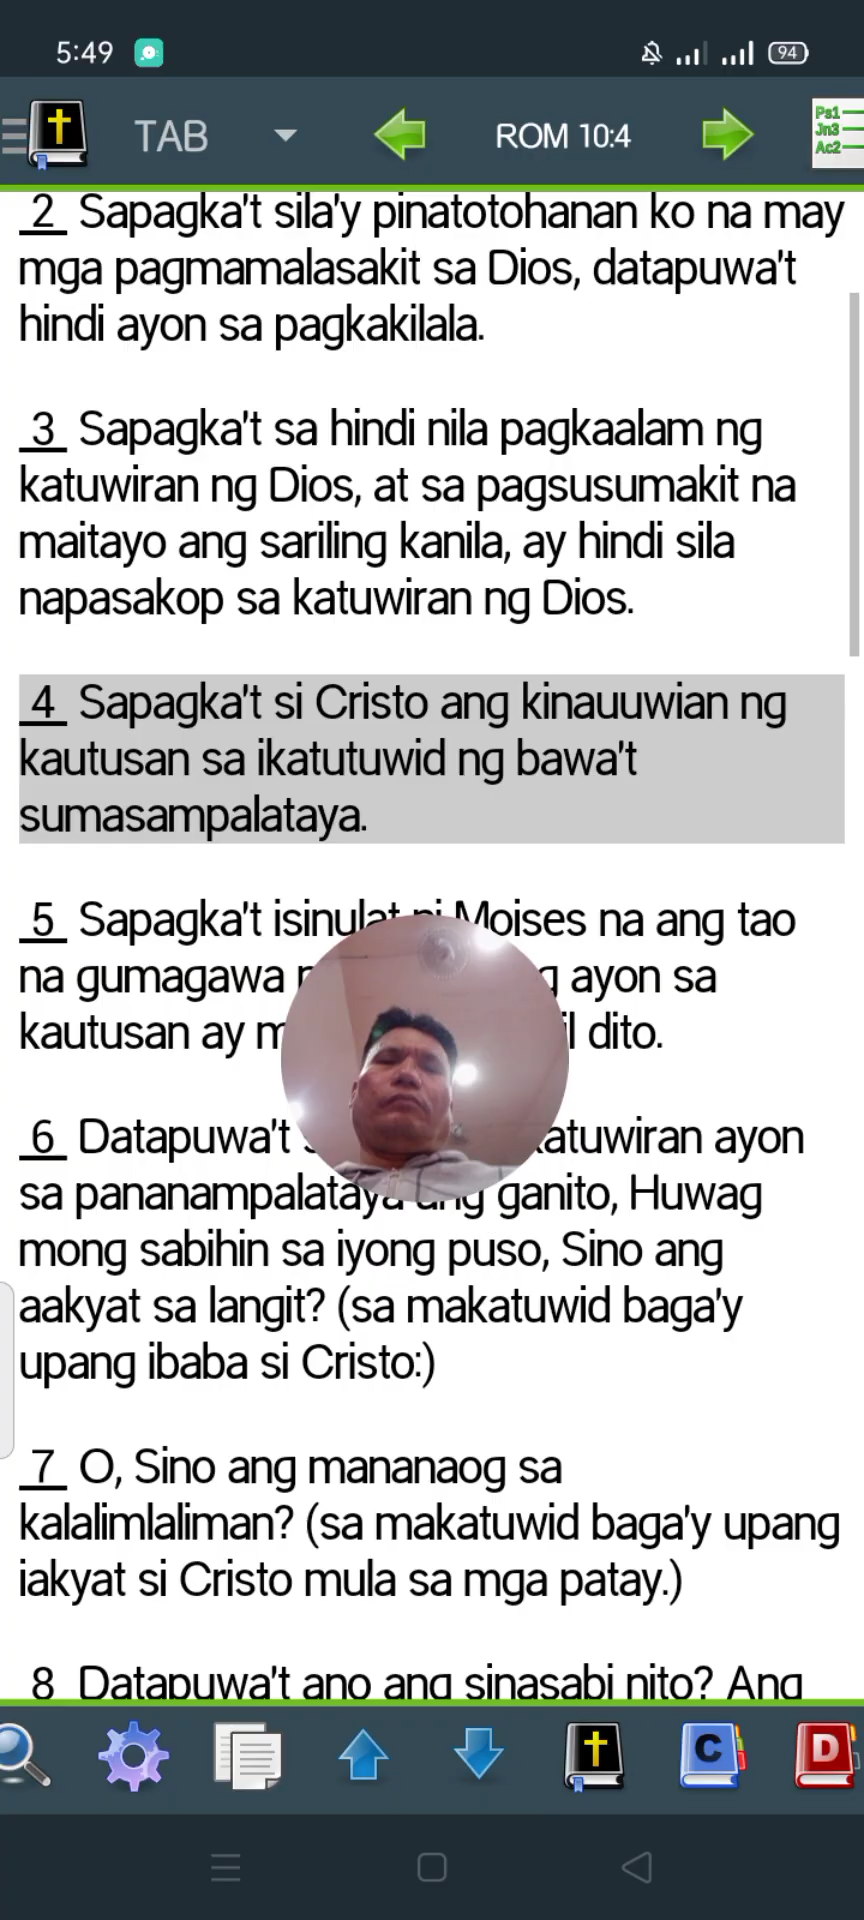 5:49
94
TAB
ROM 10:4
Ps1
Jn3
Ac2
2 Sapagka't sila'y pinatotohanan ko na may
mga pagmamalasakit sa Dios, datapuwa't
hindi ayon sa pagkakilala.
3 Sapagka't sa hindi nila pagkaalam ng
katuwiran ng Dios, at sa pagsusumakit na
maitayo ang sariling kanila, ay hindi sila
napasakop sa katuwiran ng Dios.
4 Sapagka't si Cristo ang kinauuwian ng
kautusan sa ikatutuwid ng bawa't
sumasampalataya.
5 Sapagka't isinulat ni Moises na ang tao
na gumagawa ayon sa
kautusan ay dito.
6 Datapuwa't ayon
sa pananampalataya ang ganito, Huwag
mong sabihin sa iyong puso, Sino ang
aakyat sa langit? (sa makatuwid baga'y
upang ibaba si Cristo:)
7 O, Sino ang mananaog sa
kalalimlaliman? (sa makatuwid baga'y upang
iakyat si Cristo mula sa mga patay.)
8 Datapuwa't ano ang sinasabi nito? Ang
C
D